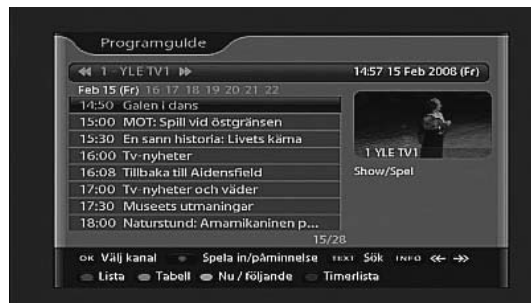 Programguide
1 - YLE TV1
14:57 15 Feb 2008 (Fr)
Feb 15 (Fr) 16 17 18 19 20 21 22
14:50 Galen i dans
15:00 MOT: Spill vid östgränsen
15:30 En sann historia: Livets kärna
16:00 Tv-nyheter
16:08 Tillbaka till Aidensfield
17:00 Tv-nyheter och väder
17:30 Museets utmaningar
18:00 Naturstund: Amamikaninen p...
1 YLE TV1
Show/Spel
15/28
OK Välj kanal Spela in/påminnelse TEXT Sök INFO
Lista Tabell Nu / följande Timerlista